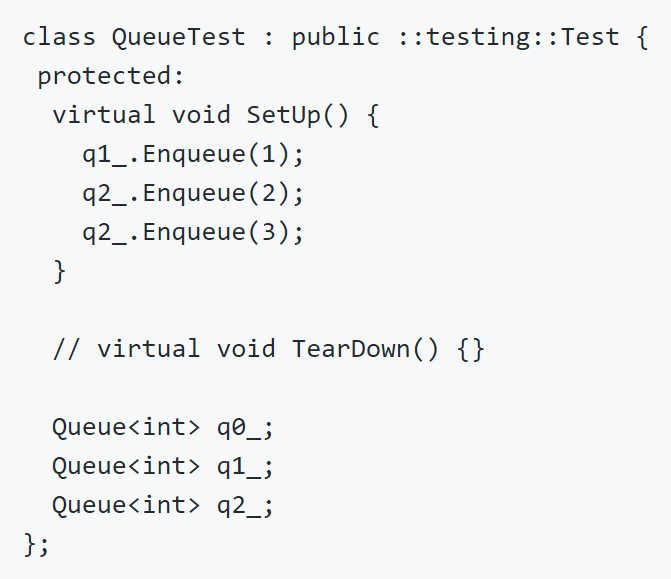 class QueueTest : public ::testing::Test {
 protected:
  virtual void SetUp() {
    q1_.Enqueue(1);
    q2_.Enqueue(2);
    q2_.Enqueue(3);
  }

  // virtual void TearDown() {}

  Queue<int> q0_;
  Queue<int> q1_;
  Queue<int> q2_;
};